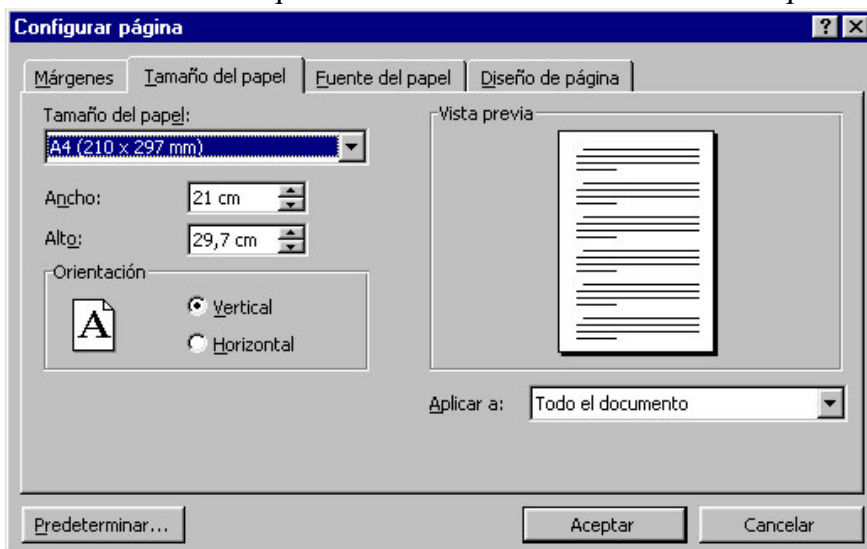 Configurar página
Márgenes Tamaño del papel Fuente del papel Diseño de página
Tamaño del papel:
A4 (210 x 297 mm)
Ancho: 21 cm
Alto: 29,7 cm
Orientación
A
Vertical
Horizontal
Vista previa
Aplicar a: Todo el documento
Predeterminar... Aceptar Cancelar